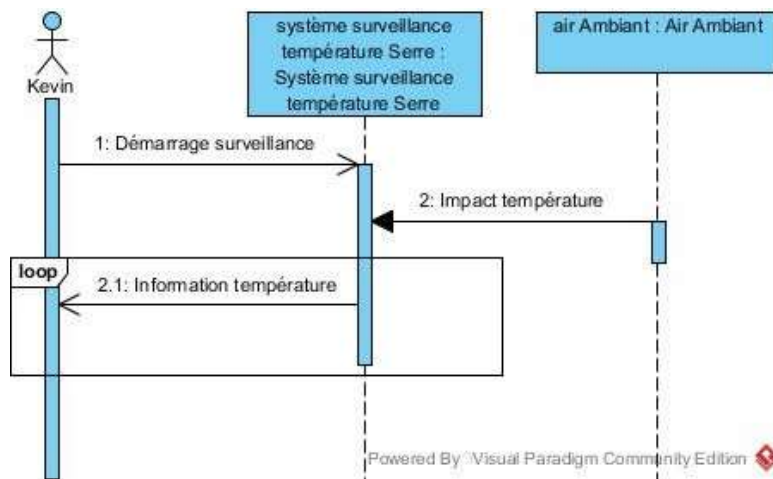 système surveillance
température Serre :
Système surveillance
température Serre
air Ambiant : Air Ambiant
Kevin
1: Démarrage surveillance
2: Impact température
loop
2.1: Information température
Powered By Visual Paradigm Community Edition